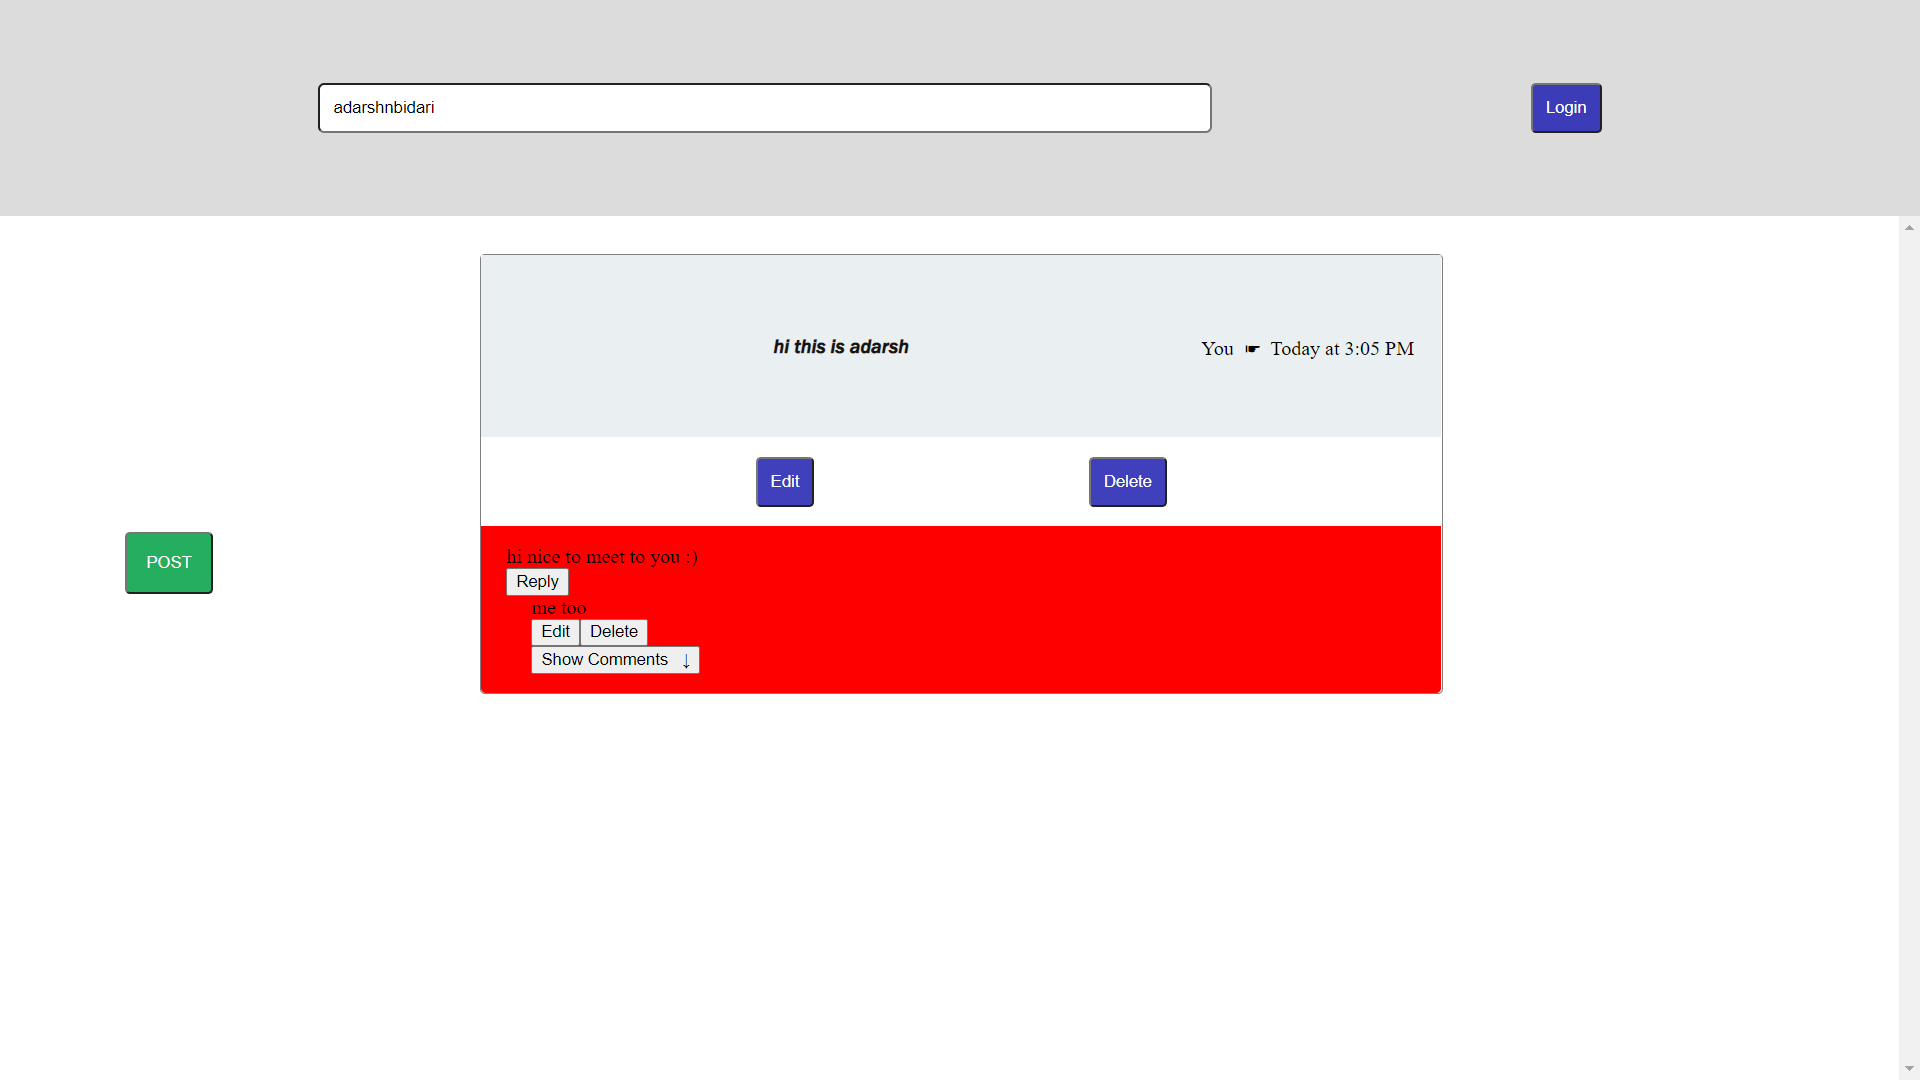 adarshnbidari
Login
hi this is adarsh
You ☛ Today at 3:05 PM
Edit
Delete
POST
hi nice to meet to you :)
Reply
me too
Edit Delete
Show Comments ↓